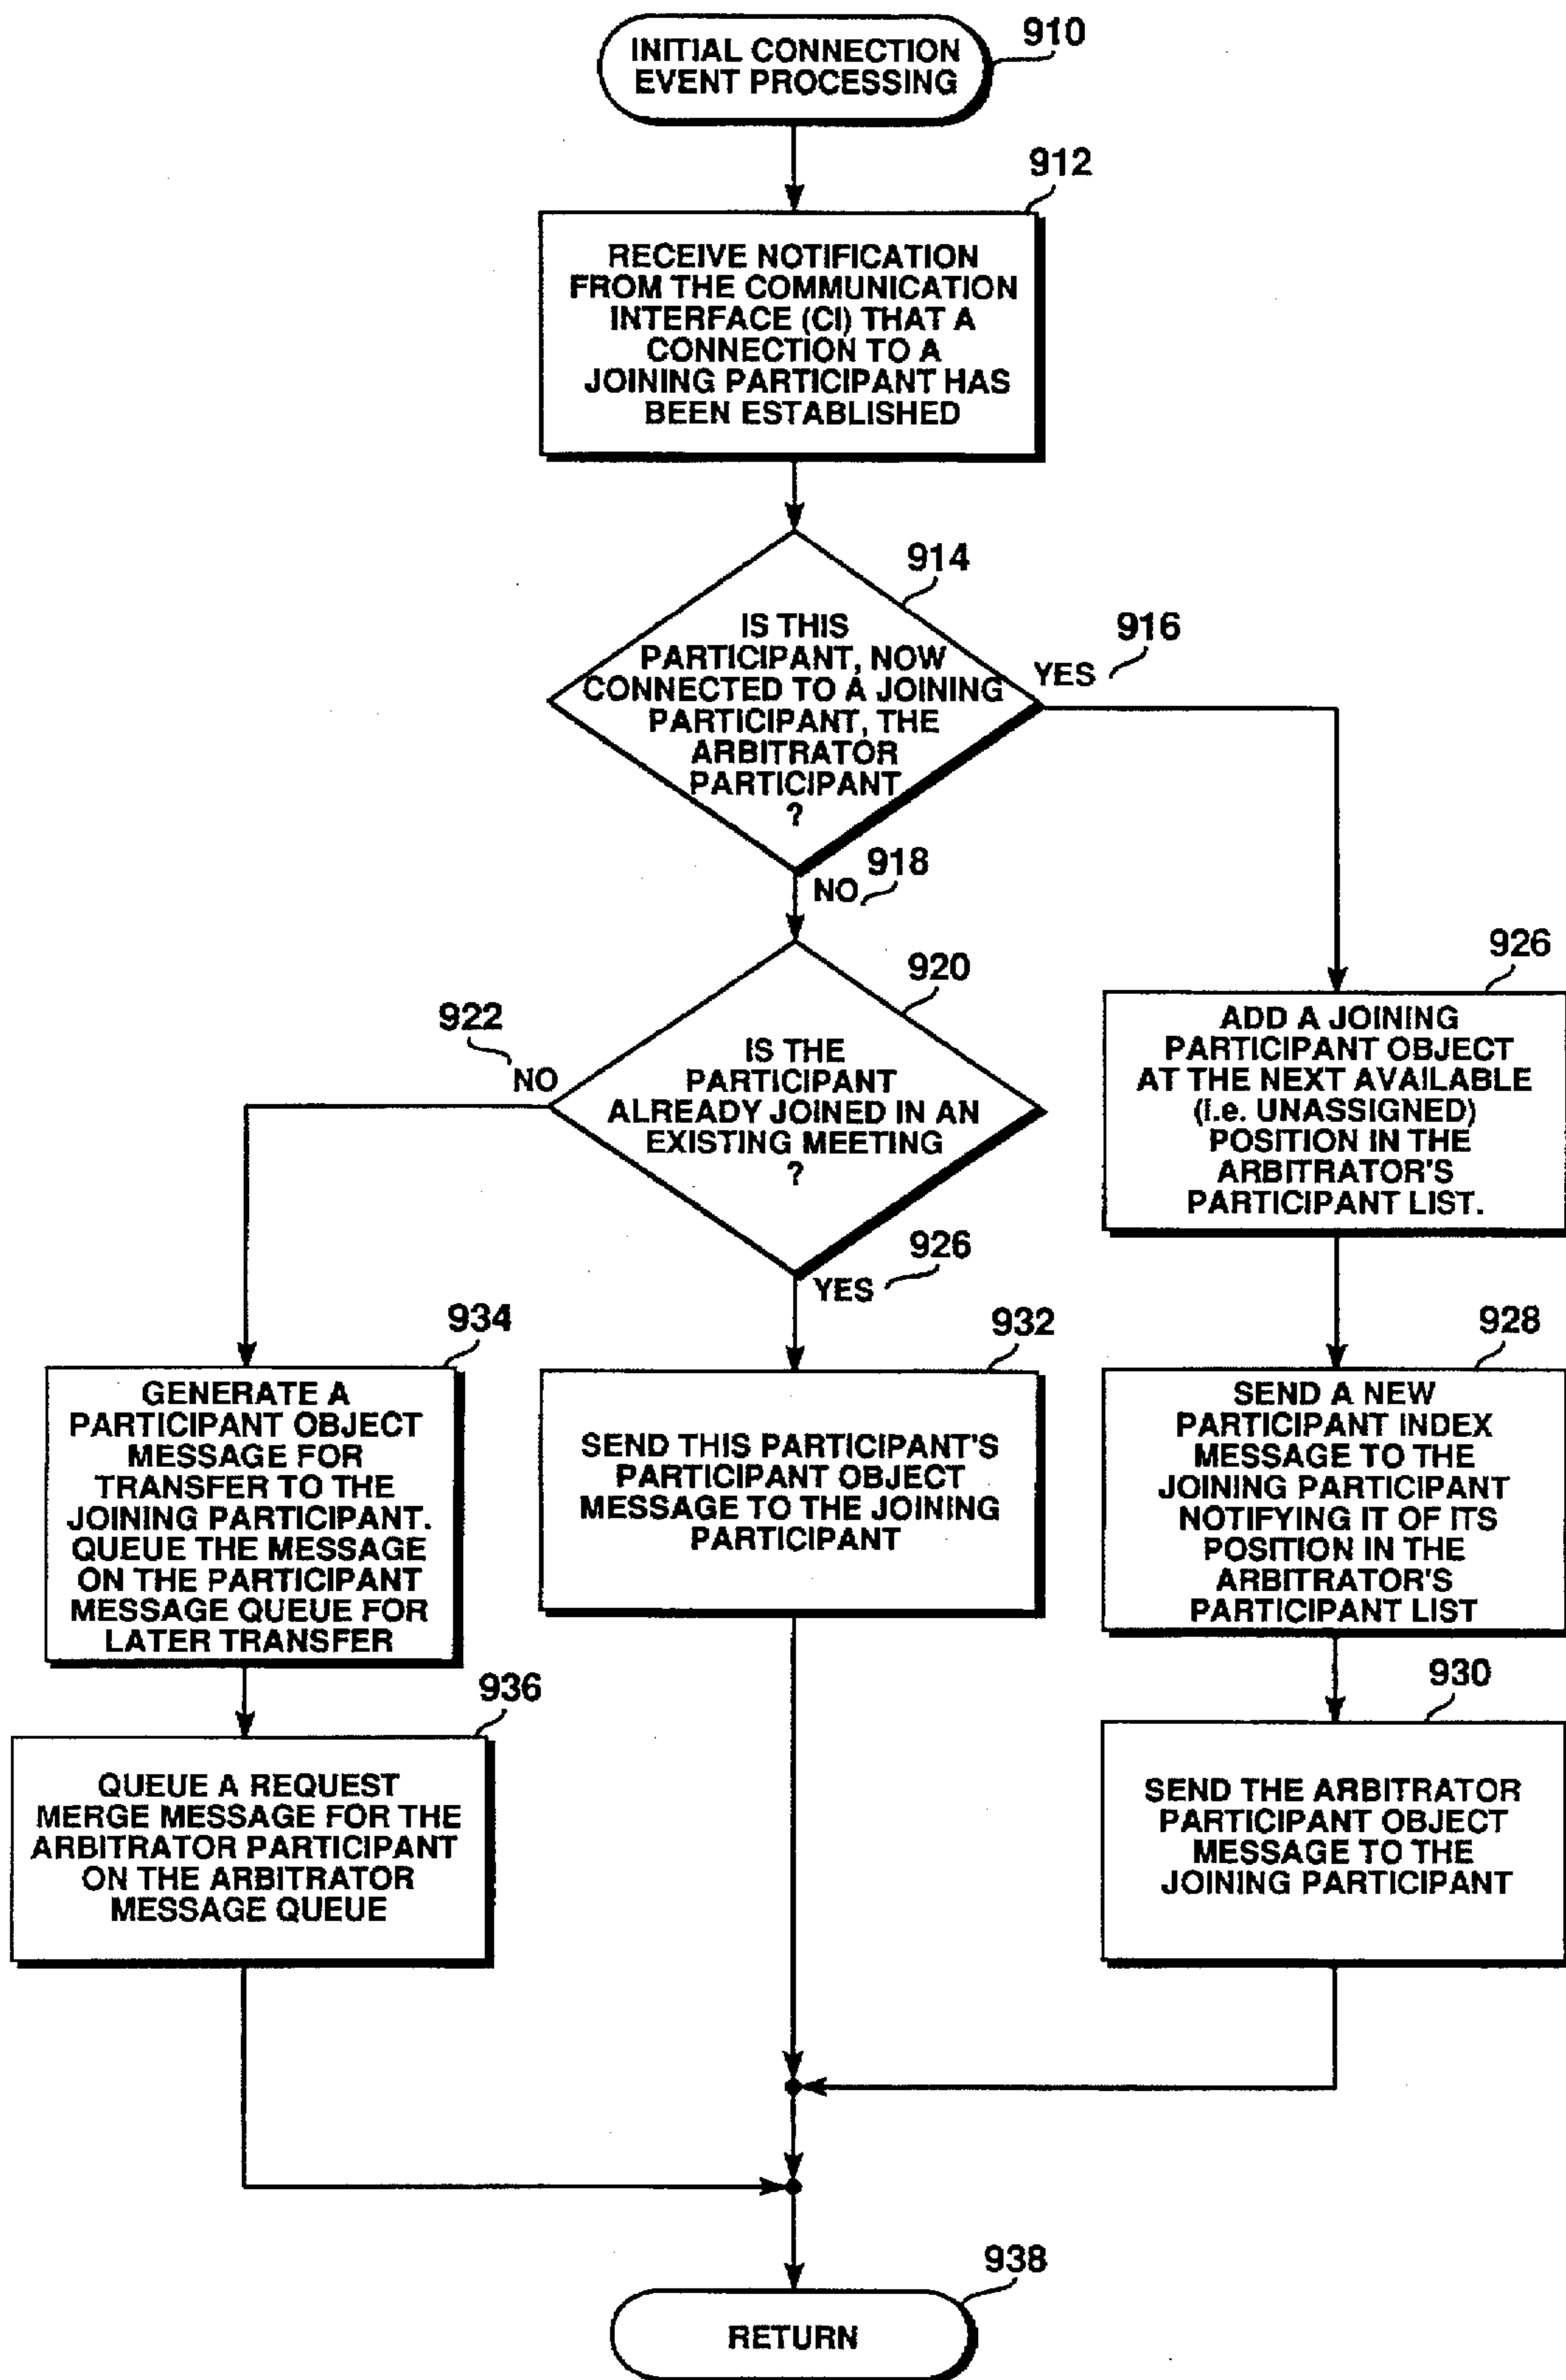 910
INITIAL CONNECTION
EVENT PROCESSING
912
RECEIVE NOTIFICATION
FROM THE COMMUNICATION
INTERFACE (CI) THAT A
CONNECTION TO A
JOINING PARTICIPANT HAS
BEEN ESTABLISHED
914
IS THIS
PARTICIPANT, NOW
CONNECTED TO A JOINING
PARTICIPANT, THE
ARBITRATOR
PARTICIPANT
?
YES 916
NO 918
920
IS THE
PARTICIPANT
ALREADY JOINED IN AN
EXISTING MEETING
?
922
NO
YES 926
926
ADD A JOINING
PARTICIPANT OBJECT
AT THE NEXT AVAILABLE
(i.e. UNASSIGNED)
POSITION IN THE
ARBITRATOR'S
PARTICIPANT LIST.
934
GENERATE A
PARTICIPANT OBJECT
MESSAGE FOR
TRANSFER TO THE
JOINING PARTICIPANT.
QUEUE THE MESSAGE
ON THE PARTICIPANT
MESSAGE QUEUE FOR
LATER TRANSFER
932
SEND THIS PARTICIPANT'S
PARTICIPANT OBJECT
MESSAGE TO THE JOINING
PARTICIPANT
928
SEND A NEW
PARTICIPANT INDEX
MESSAGE TO THE
JOINING PARTICIPANT
NOTIFYING IT OF ITS
POSITION IN THE
ARBITRATOR'S
PARTICIPANT LIST
936
QUEUE A REQUEST
MERGE MESSAGE FOR THE
ARBITRATOR PARTICIPANT
ON THE ARBITRATOR
MESSAGE QUEUE
930
SEND THE ARBITRATOR
PARTICIPANT OBJECT
MESSAGE TO THE
JOINING PARTICIPANT
938
RETURN